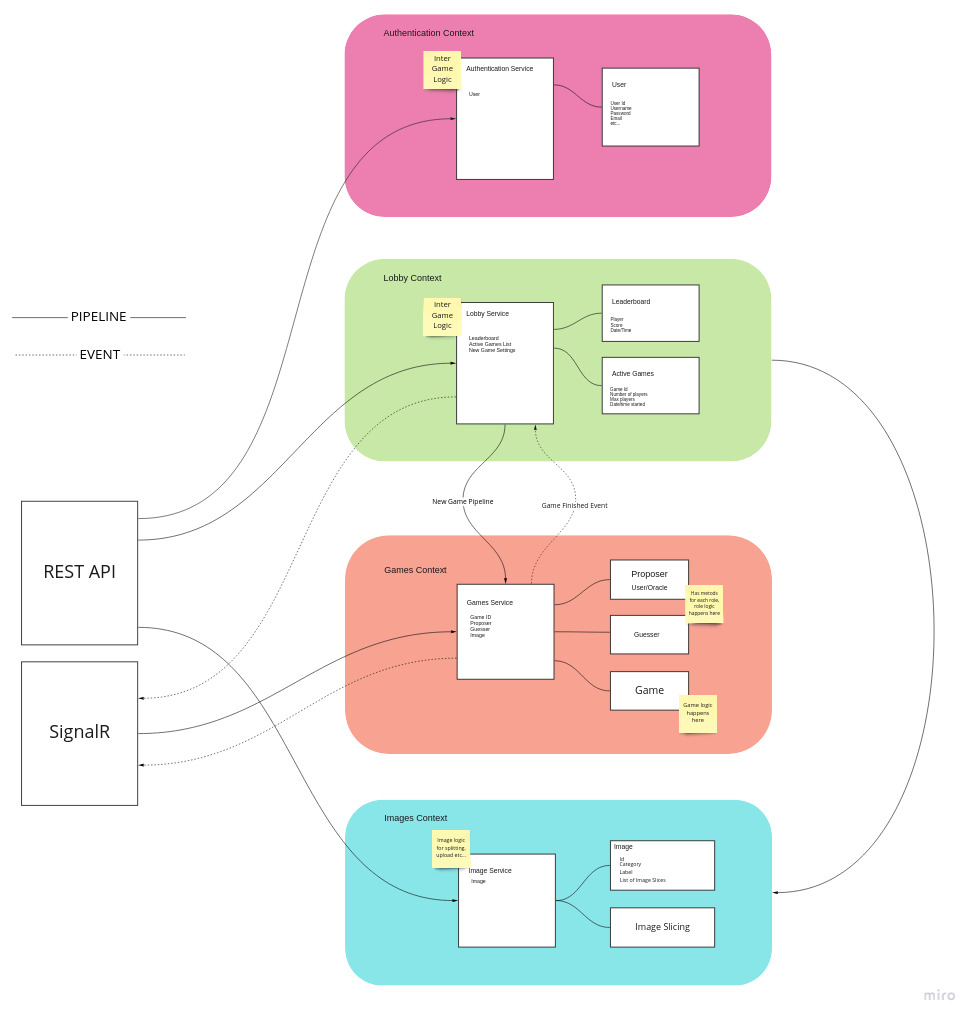 Authentication Context
Inter
Game
Logic
Authentication Service
User
User
User Id
Username
Password
Email
etc...
Lobby Context
Inter
Game
Logic
Lobby Service
Leaderboard
Active Games List
New Game Settings
Leaderboard
Player
Score
Date/Time
Active Games
Game Id
Number of players
Max players
Datetime started
PIPELINE
EVENT
New Game Pipeline
Game Finished Event
REST API
SignalR
Games Context
Games Service
Game ID
Proposer
Guesser
Image
Proposer
User/Oracle
Has metods
for each role,
role logic
happens here
Guesser
Game
Game logic
happens
here
Images Context
Image logic
for splitting,
upload etc...
Image Service
Image
Image
Id
Category
Label
List of Image Slices
Image Slicing
miro